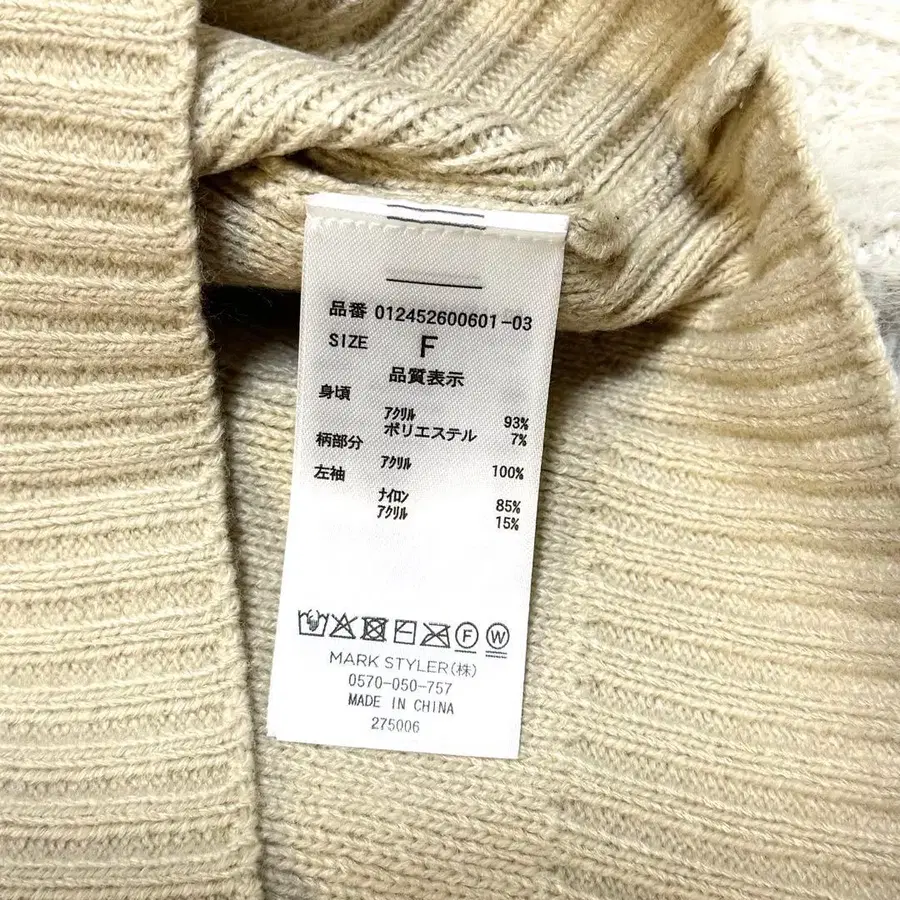 品番 012452600601-03
SIZE F
品質表示
身頃
ｱｸﾘﾙ 93%
ポリエステル 7%
柄部分
ｱｸﾘﾙ 100%
左袖
ﾅｲﾛﾝ 85%
ｱｸﾘﾙ 15%
F W
MARK STYLER(株)
0570-050-757
MADE IN CHINA
275006